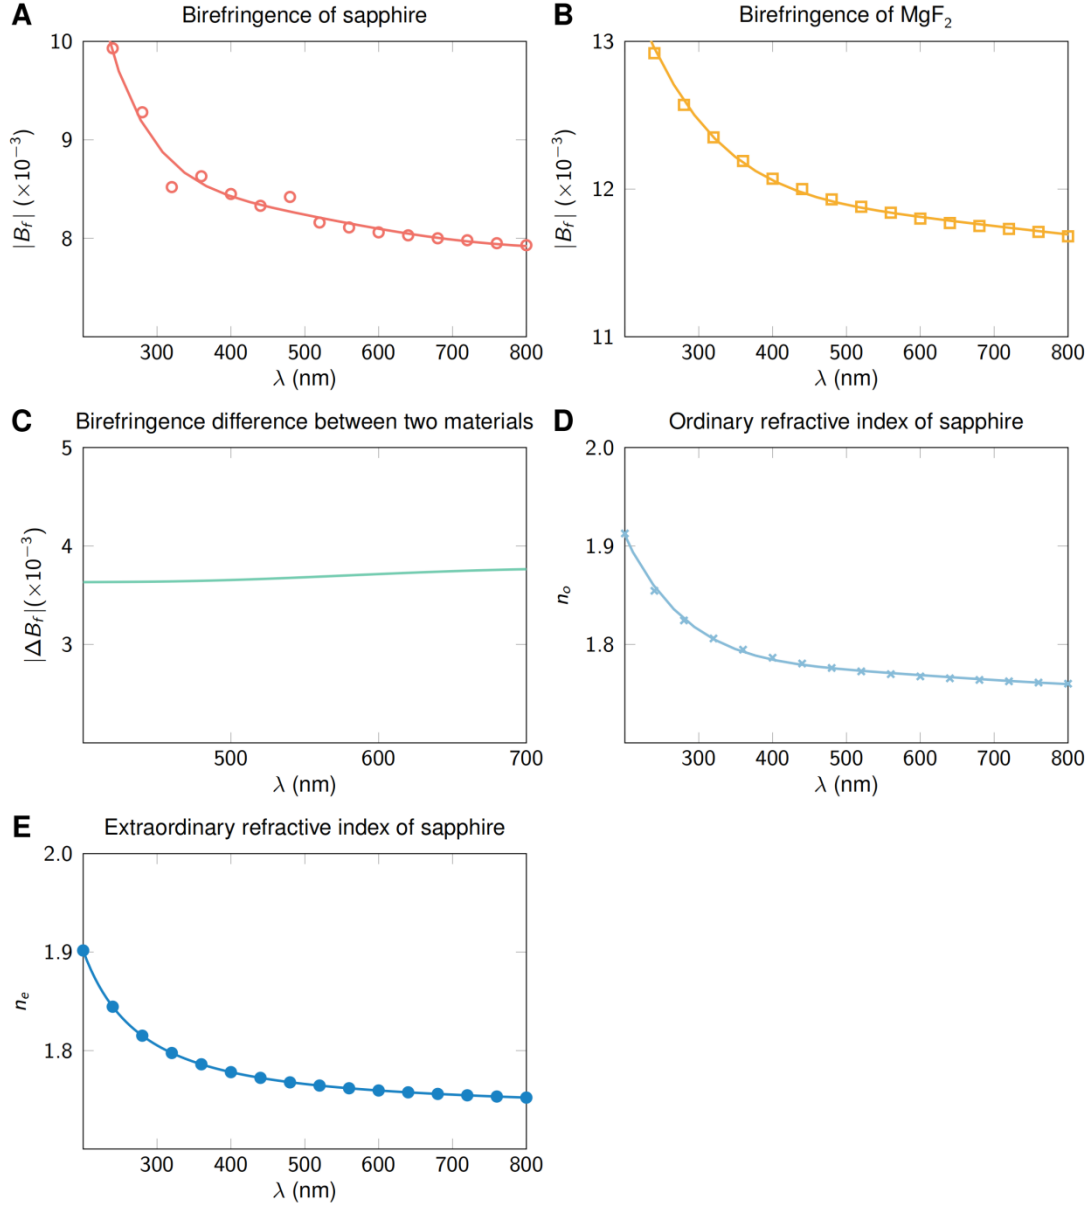 A Birefringence of sapphire
10
9
8
|B_f| (×10⁻³)
300 400 500 600 700 800
λ (nm)
B Birefringence of MgF₂
13
12
11
|B_f| (×10⁻³)
300 400 500 600 700 800
λ (nm)
C Birefringence difference between two materials
5
4
3
|ΔB_f|(×10⁻³)
500 600 700
λ (nm)
D Ordinary refractive index of sapphire
2.0
1.9
1.8
n_o
300 400 500 600 700 800
λ (nm)
E Extraordinary refractive index of sapphire
2.0
1.9
1.8
n_e
300 400 500 600 700 800
λ (nm)